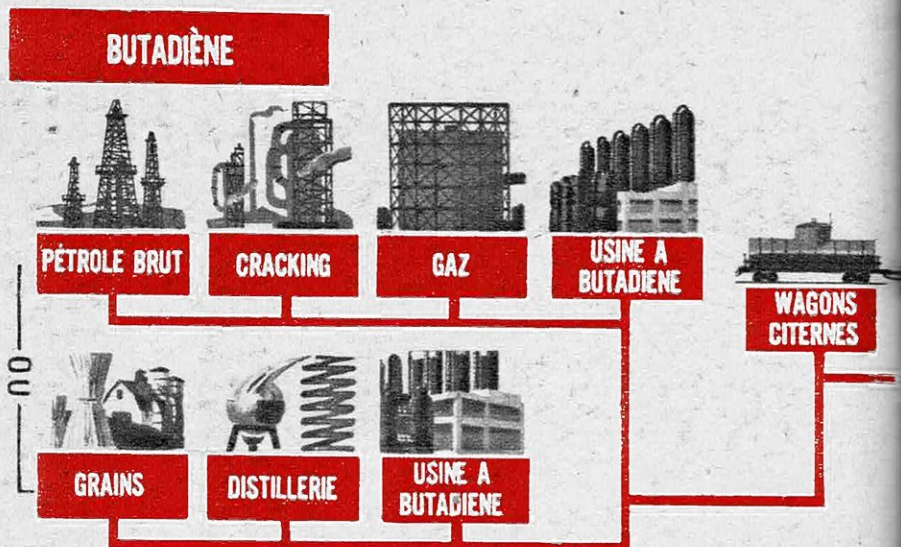 BUTADIÈNE
PÉTROLE BRUT
CRACKING
GAZ
USINE A
BUTADIENE
WAGONS
CITERNES
OU
GRAINS
DISTILLERIE
USINE A
BUTADIENE